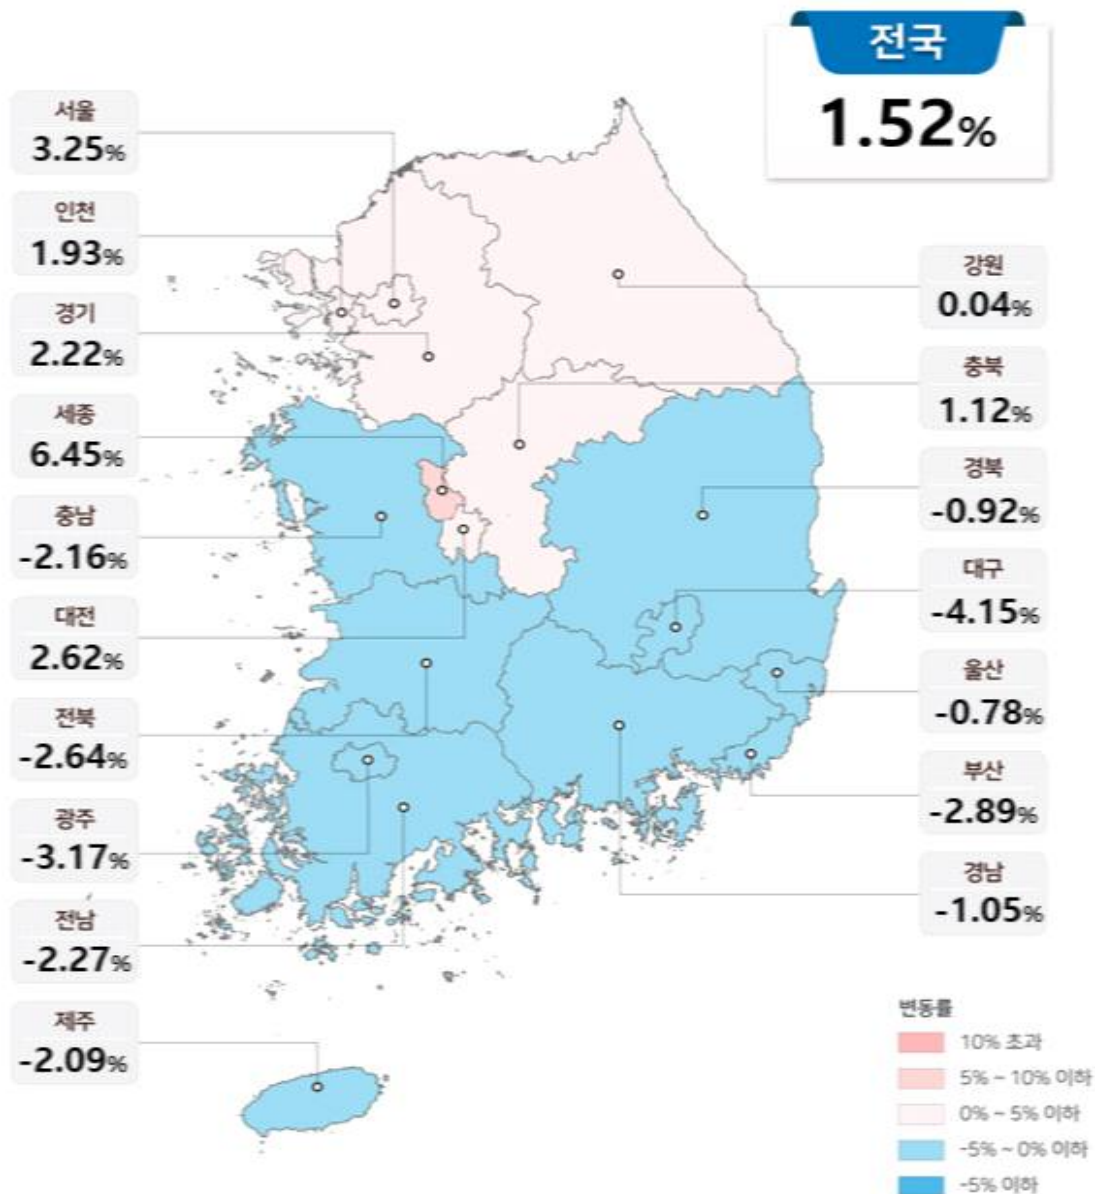 전국
1.52%
서울
3.25%
인천
1.93%
경기
2.22%
세종
6.45%
충남
-2.16%
대전
2.62%
전북
-2.64%
광주
-3.17%
전남
-2.27%
제주
-2.09%
강원
0.04%
충북
1.12%
경북
-0.92%
대구
-4.15%
울산
-0.78%
부산
-2.89%
경남
-1.05%
변동률
10% 초과
5% ~ 10% 이하
0% ~ 5% 이하
-5% ~ 0% 이하
-5% 이하